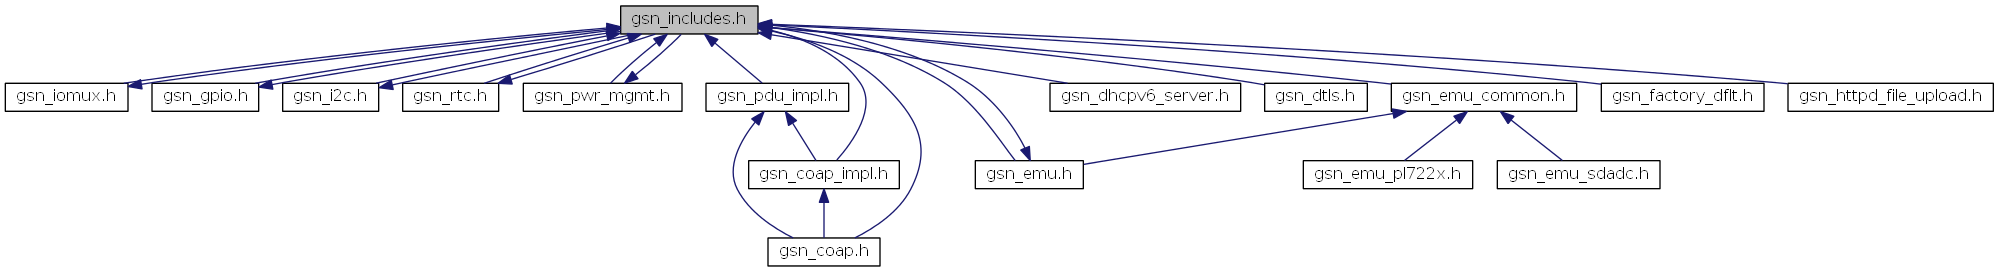 gsn_includes.h
gsn_iomux.h
gsn_gpio.h
gsn_i2c.h
gsn_rtc.h
gsn_pwr_mgmt.h
gsn_pdu_impl.h
gsn_dhcpv6_server.h
gsn_dtls.h
gsn_emu_common.h
gsn_factory_dflt.h
gsn_httpd_file_upload.h
gsn_coap_impl.h
gsn_emu.h
gsn_emu_pl722x.h
gsn_emu_sdadc.h
gsn_coap.h